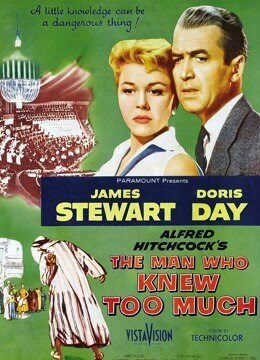 A little knowledge can be
a dangerous thing!
PARAMOUNT Presents
JAMES DORIS
STEWART DAY
ALFRED
HITCHCOCK'S
THE MAN WHO
KNEW
TOO MUCH
VISTAVISION
COLOR BY
TECHNICOLOR